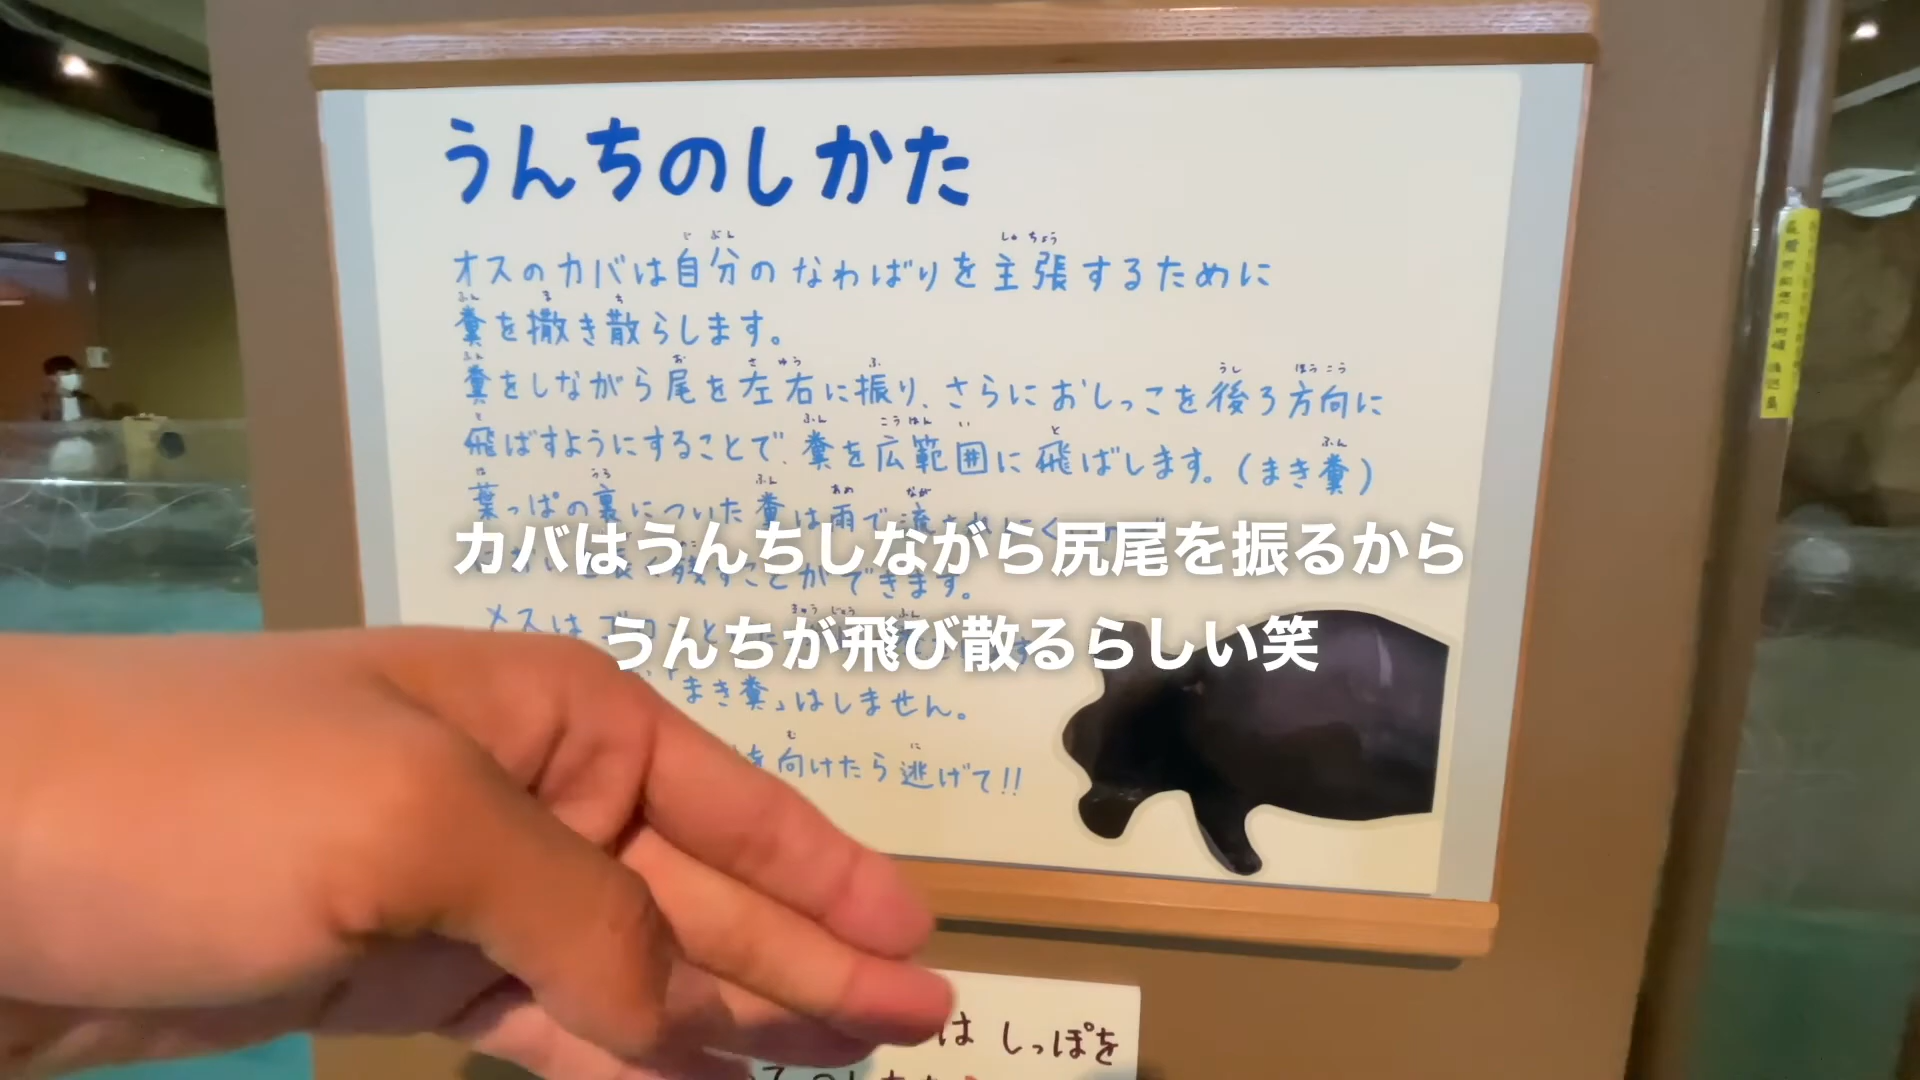 うんちのしかた
オスのカバは自分のなわばりを主張するために
糞を撒き散らします。
糞をしながら尾を左右に振り、さらにおしっこを後ろ方向に
飛ばすようにすることで、糞を広範囲に飛ばします。(まき糞)
葉っぱの裏についた糞は雨で流
カバはうんちしながら尻尾を振るから
すことができます。
メスは
うんちが飛び散るらしい笑
「まき糞」はしません。
を向けたら逃げて!!
は しっぽを